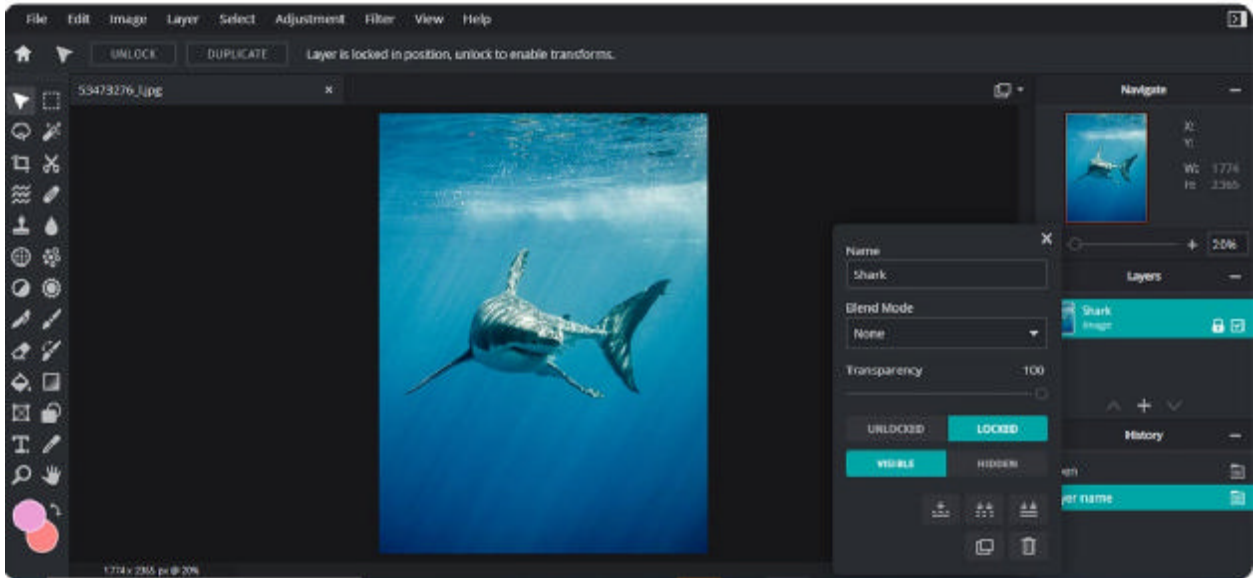 File Edit Image Layer Select Adjustment Filter View Help
UNLOCK DUPLICATE Layer is locked in position, unlock to enable transforms.
53473276_l.jpg
Navigate
X:
Y:
W: 1774
H: 2365
20%
Name
Shark
Blend Mode
None
Transparency 100
UNLOCKED LOCKED
VISIBLE HIDDEN
Layers
Shark
Image
History
pen
yer name
1774 x 2365 px @ 20%